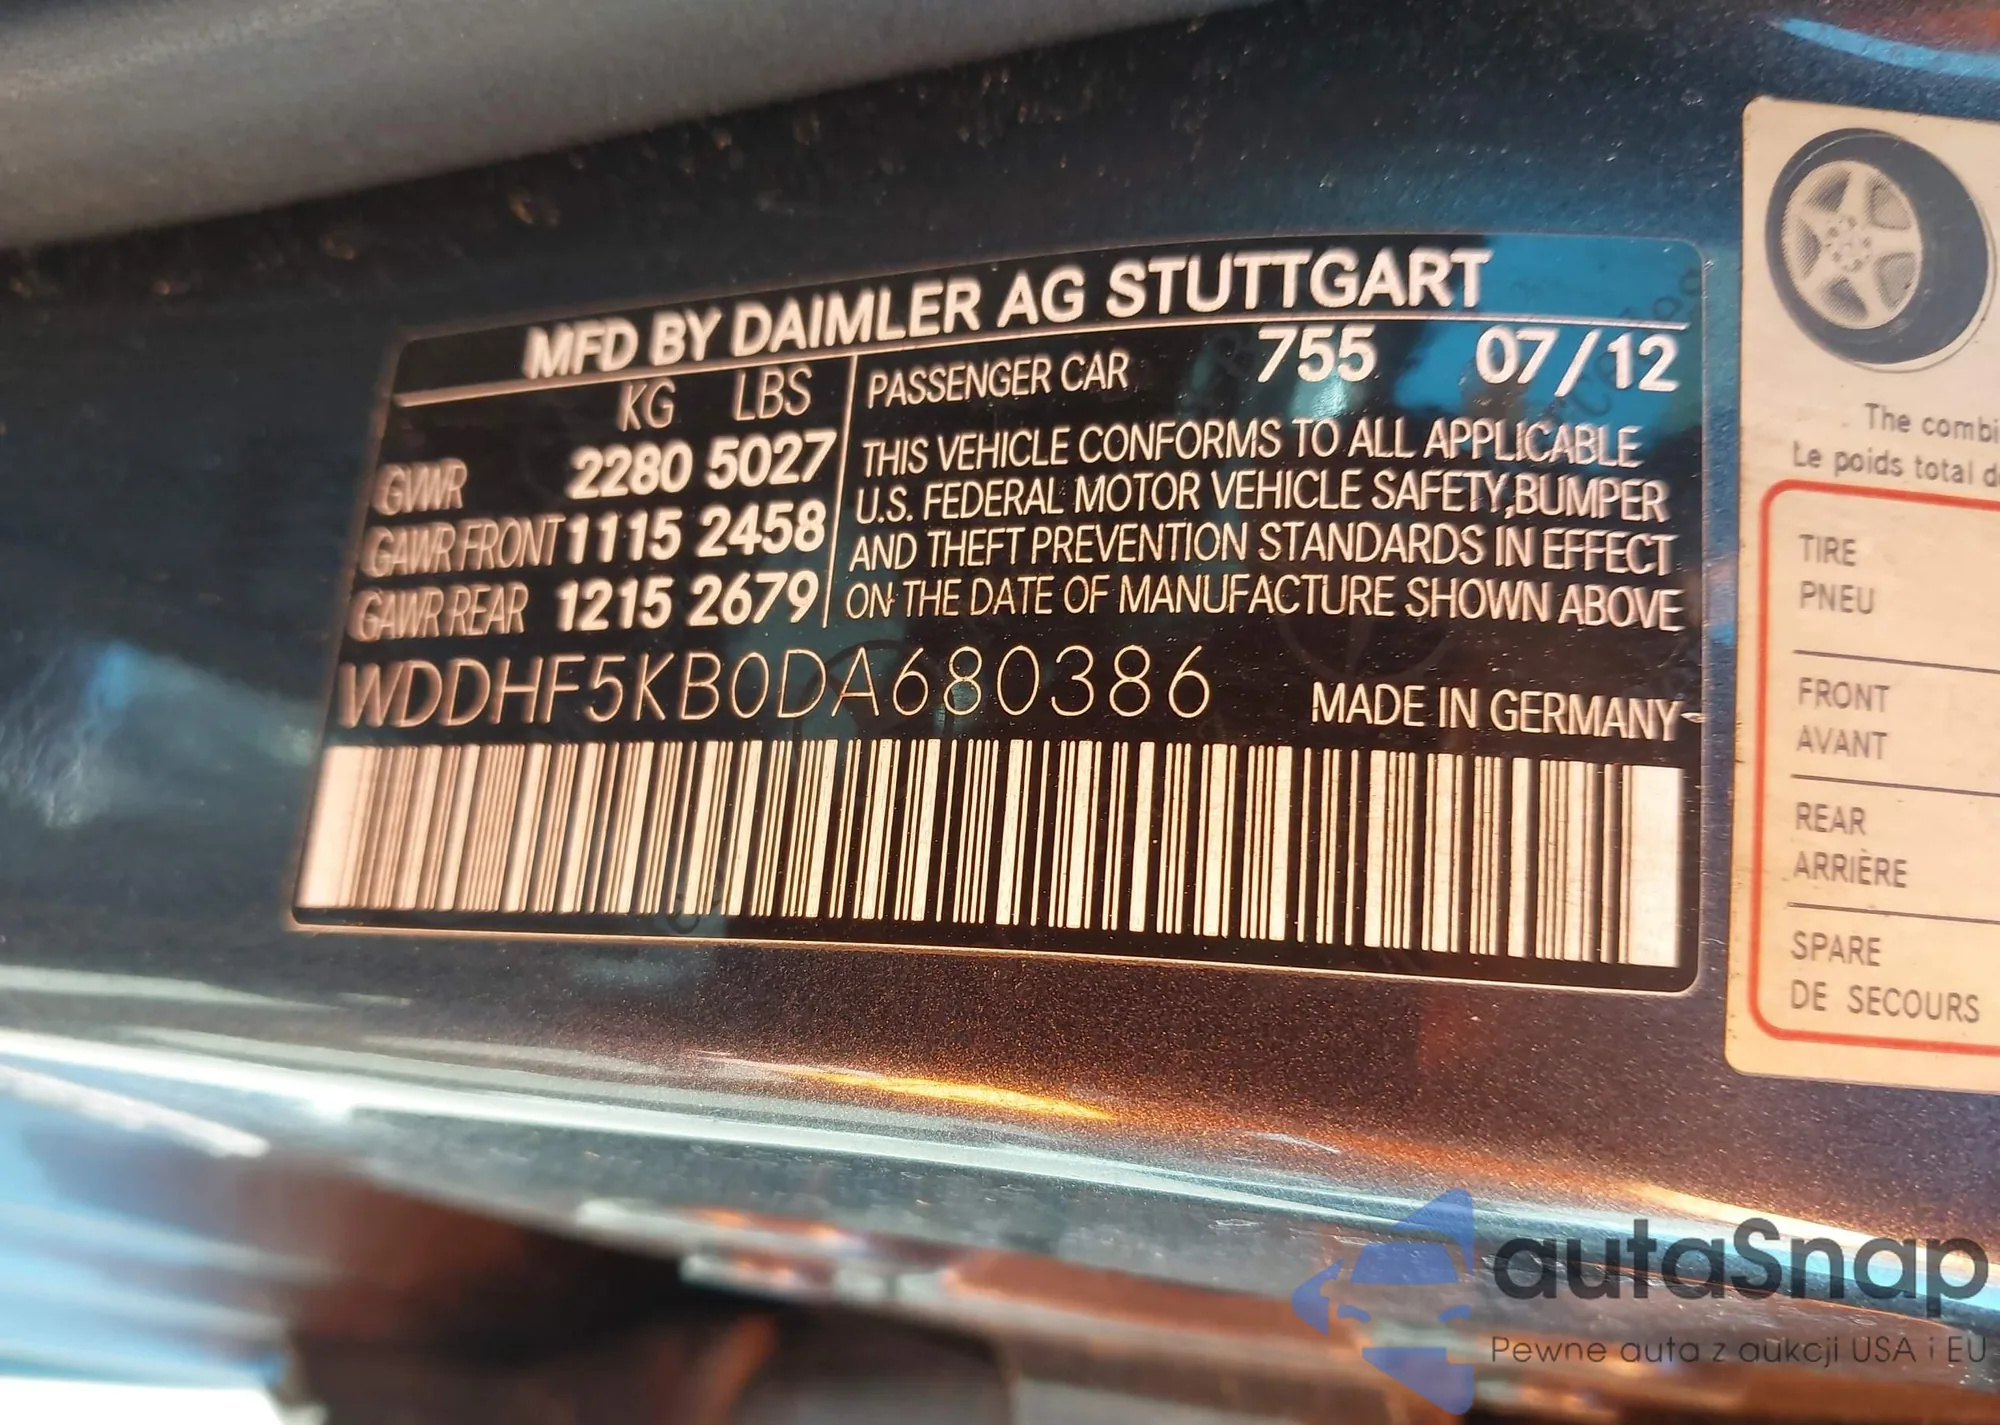 MFD BY DAIMLER AG STUTTGART
KG LBS
GVWR 2280 5027
GAWR FRONT 1115 2458
GAWR REAR 1215 2679
PASSENGER CAR 755 07/12
THIS VEHICLE CONFORMS TO ALL APPLICABLE
U.S. FEDERAL MOTOR VEHICLE SAFETY,BUMPER
AND THEFT PREVENTION STANDARDS IN EFFECT
ON THE DATE OF MANUFACTURE SHOWN ABOVE
WDDHF5KB0DA680386
MADE IN GERMANY
The combi
Le poids total d
TIRE
PNEU
FRONT
AVANT
REAR
ARRIÈRE
SPARE
DE SECOURS
autaSnap
Pewne auta z aukcji USA i EU